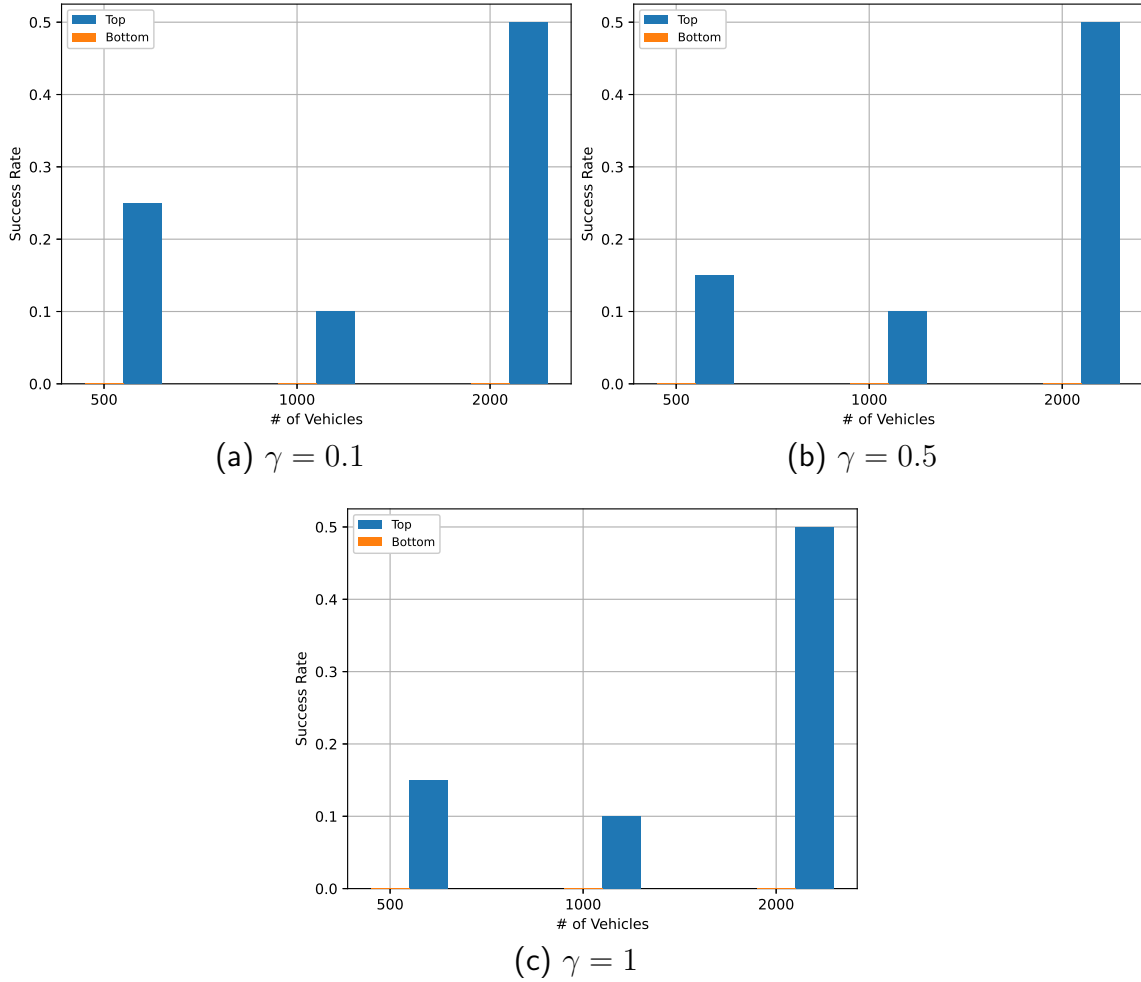 Top
Bottom
Success Rate
0.5
0.4
0.3
0.2
0.1
0.0
500 1000 2000
# of Vehicles
(a) γ = 0.1
Top
Bottom
Success Rate
0.5
0.4
0.3
0.2
0.1
0.0
500 1000 2000
# of Vehicles
(b) γ = 0.5
Top
Bottom
Success Rate
0.5
0.4
0.3
0.2
0.1
0.0
500 1000 2000
# of Vehicles
(c) γ = 1